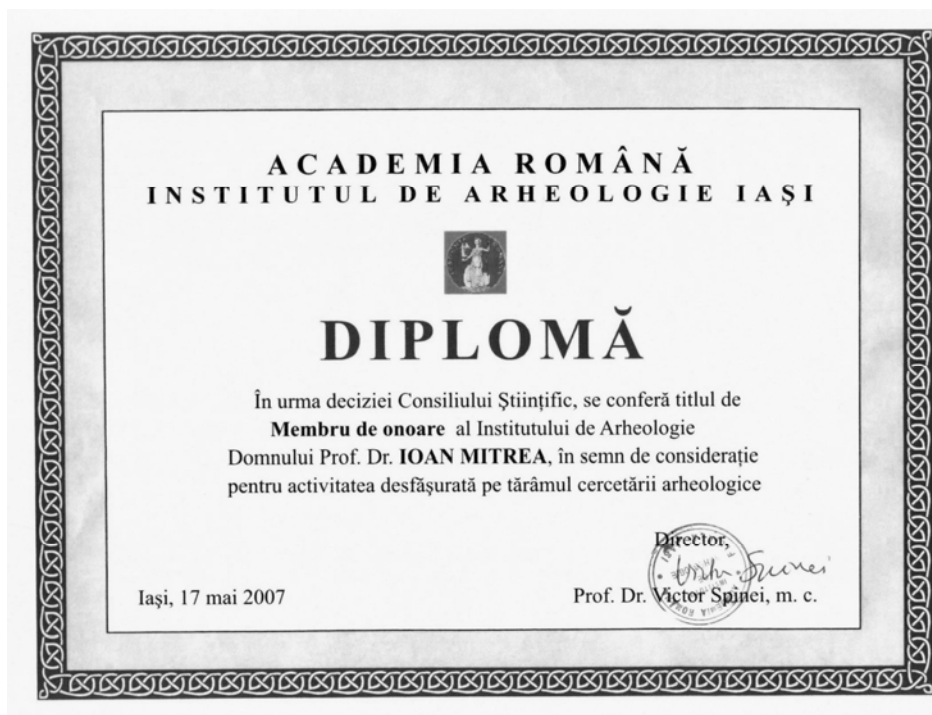 ACADEMIA ROMÂNĂ
INSTITUTUL DE ARHEOLOGIE IAŞI
DIPLOMĂ
În urma deciziei Consiliului Ştiinţific, se conferă titlul de
Membru de onoare al Institutului de Arheologie
Domnului Prof. Dr. IOAN MITREA, în semn de consideraţie
pentru activitatea desfăşurată pe tărâmul cercetării arheologice
Director,
Iaşi, 17 mai 2007
Prof. Dr. Victor Spinei, m. c.